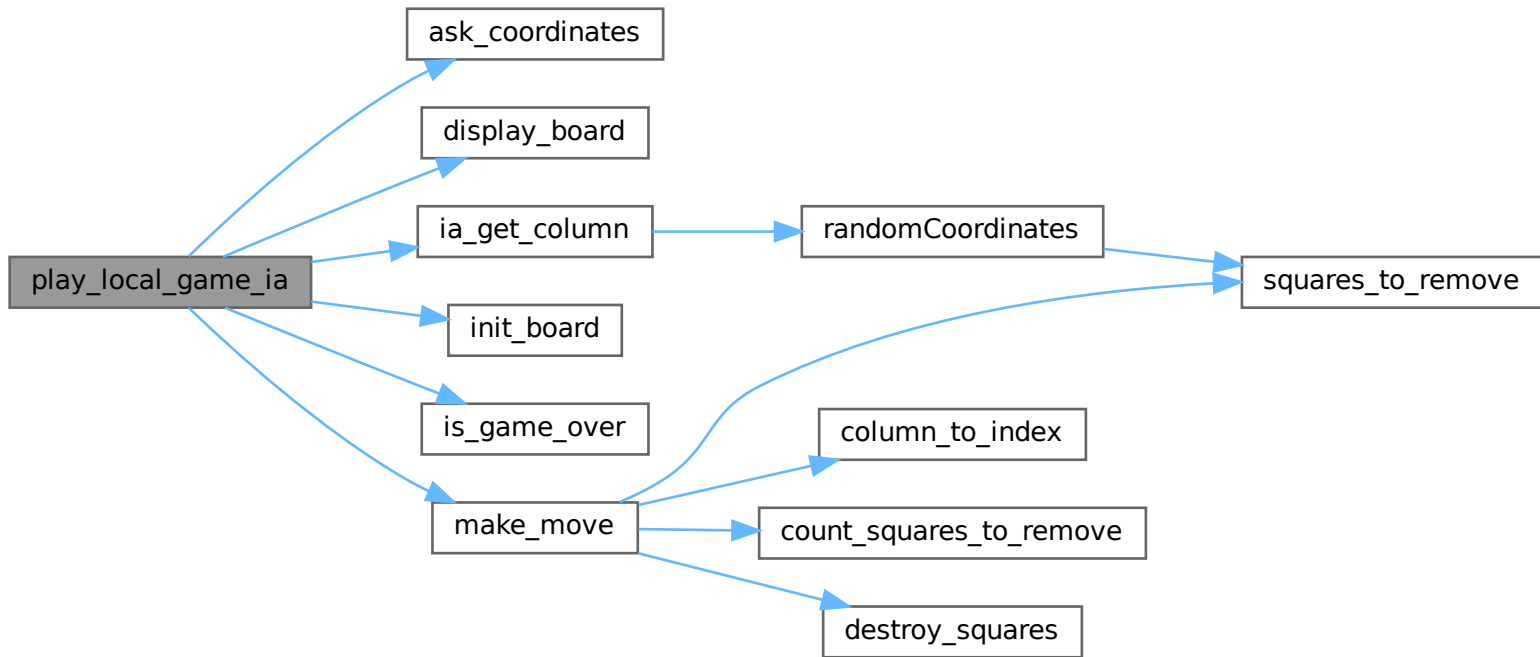 ask_coordinates
display_board
ia_get_column
randomCoordinates
play_local_game_ia
squares_to_remove
init_board
is_game_over
column_to_index
make_move
count_squares_to_remove
destroy_squares